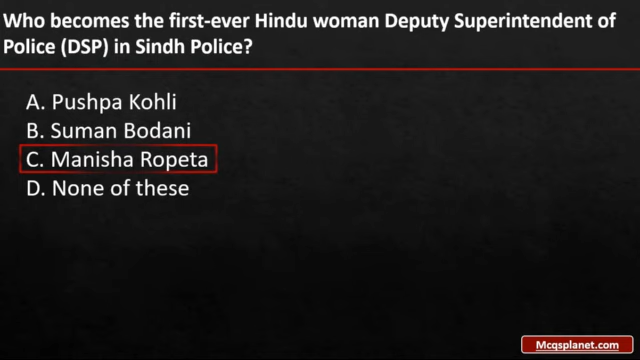 Who becomes the first-ever Hindu woman Deputy Superintendent of
Police (DSP) in Sindh Police?
A. Pushpa Kohli
B. Suman Bodani
C. Manisha Ropeta
D. None of these
Mcqsplanet.com